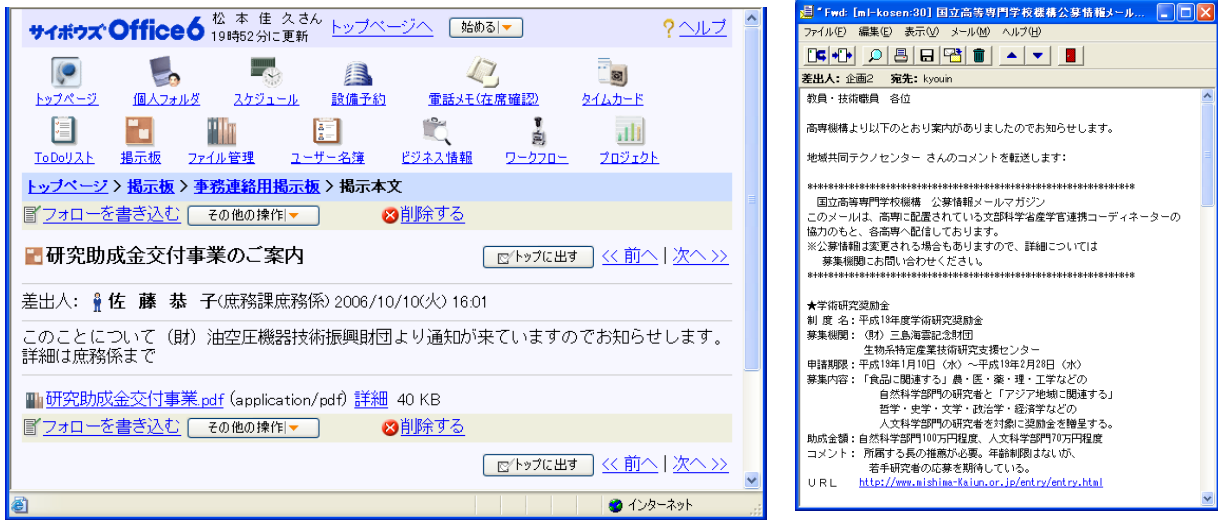 サイボウズ Office6
松 本 佳 久さん
19時52分に更新
トップページへ
始める
?ヘルプ
トップページ 個人フォルダ スケジュール 設備予約 電話メモ(在席確認) タイムカード
ToDoリスト 掲示板 ファイル管理 ユーザー名簿 ビジネス情報 ワークフロー プロジェクト
トップページ > 掲示板 > 事務連絡用掲示板 > 掲示本文
フォローを書き込む その他の操作 削除する
研究助成金交付事業のご案内
トップに出す << 前へ | 次へ >>
差出人: 佐 藤 恭 子(庶務課庶務係) 2006/10/10(火) 16:01
このことについて（財）油空圧機器技術振興財団より通知が来ていますのでお知らせします。
詳細は庶務係まで
研究助成金交付事業.pdf (application/pdf) 詳細 40 KB
フォローを書き込む その他の操作 削除する
トップに出す << 前へ | 次へ >>
インターネット
"Fwd: [ml-kosen:30] 国立高等専門学校機構公募情報メール...
ファイル(F) 編集(E) 表示(V) メール(M) ヘルプ(H)
差出人: 企画2 宛先: kyouin
教員・技術職員 各位
高専機構より以下のとおり案内がありましたのでお知らせします。
地域共同テクノセンター さんのコメントを転送します:
************************************************************
国立高等専門学校機構 公募情報メールマガジン
このメールは、高専に配置されている文部科学省産学官連携コーディネーターの
協力のもと、各高専へ配信しております。
※公募情報は変更される場合もありますので、詳細については
募集機関にお問い合わせください。
************************************************************
★学術研究奨励金
制 度 名：平成19年度学術研究奨励金
募集機関：（財）三島海雲記念財団
生物系特定産業技術研究支援センター
申請期限：平成19年1月10日（水）～平成19年2月28日（水）
募集内容：「食品に関連する」農・医・薬・理・工学などの
自然科学部門の研究者と「アジア地域に関連する」
哲学・史学・文学・政治学・経済学などの
人文科学部門の研究者を対象に奨励金を贈呈する。
助成金額：自然科学部門100万円程度、人文科学部門70万円程度
コメント： 所属する長の推薦が必要。年齢制限はないが、
若手研究者の応募を期待している。
ＵＲＬ http://www.mishima-Kaiun.or.jp/entry/entry.html